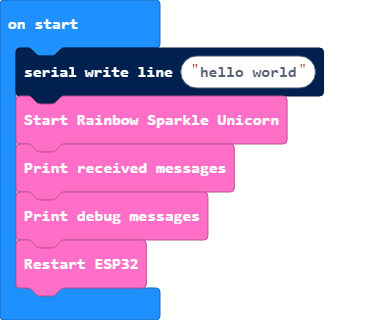 on start
serial write line "hello world"
Start Rainbow Sparkle Unicorn
Print received messages
Print debug messages
Restart ESP32